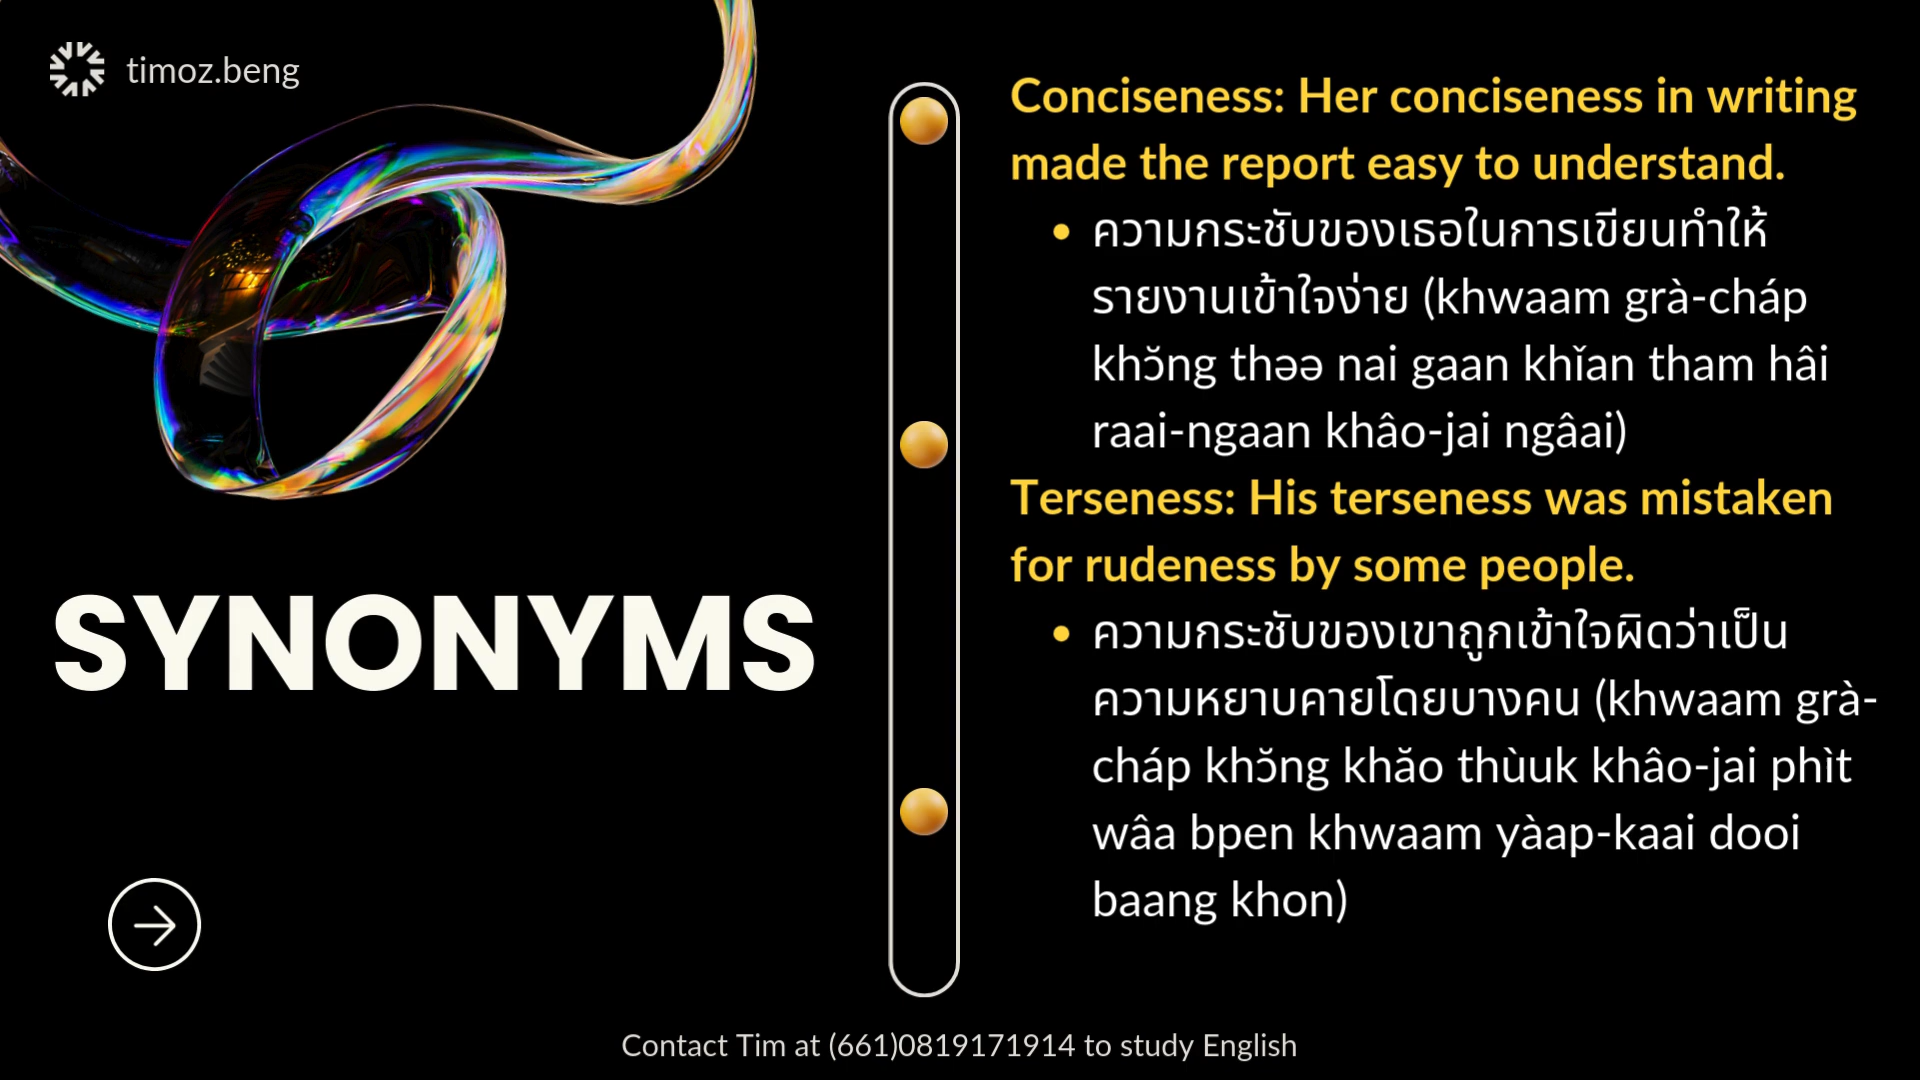 timoz.beng
SYNONYMS
Conciseness: Her conciseness in writing
made the report easy to understand.
• ความกระชับของเธอในการเขียนทำให้
รายงานเข้าใจง่าย (khwaam grà-cháp
khɔ̌ng thəə nai gaan khǐan tham hâi
raai-ngaan khâo-jai ngâai)
Terseness: His terseness was mistaken
for rudeness by some people.
• ความกระชับของเขาถูกเข้าใจผิดว่าเป็น
ความหยาบคายโดยบางคน (khwaam grà-
cháp khɔ̌ng khǎo thùuk khâo-jai phìt
wâa bpen khwaam yàap-kaai dooi
baang khon)
Contact Tim at (661)0819171914 to study English